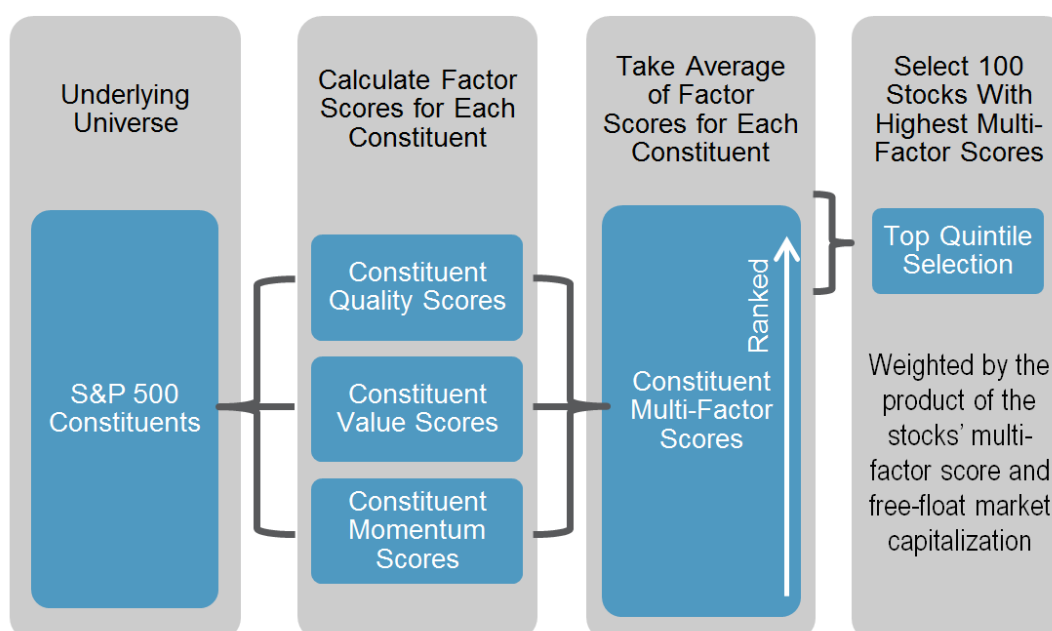 Underlying
Universe
S&P 500
Constituents
Calculate Factor
Scores for Each
Constituent
Constituent
Quality Scores
Constituent
Value Scores
Constituent
Momentum
Scores
Take Average
of Factor
Scores for Each
Constituent
Ranked
Constituent
Multi-Factor
Scores
Select 100
Stocks With
Highest Multi-
Factor Scores
Top Quintile
Selection
Weighted by the
product of the
stocks’ multi-
factor score and
free-float market
capitalization